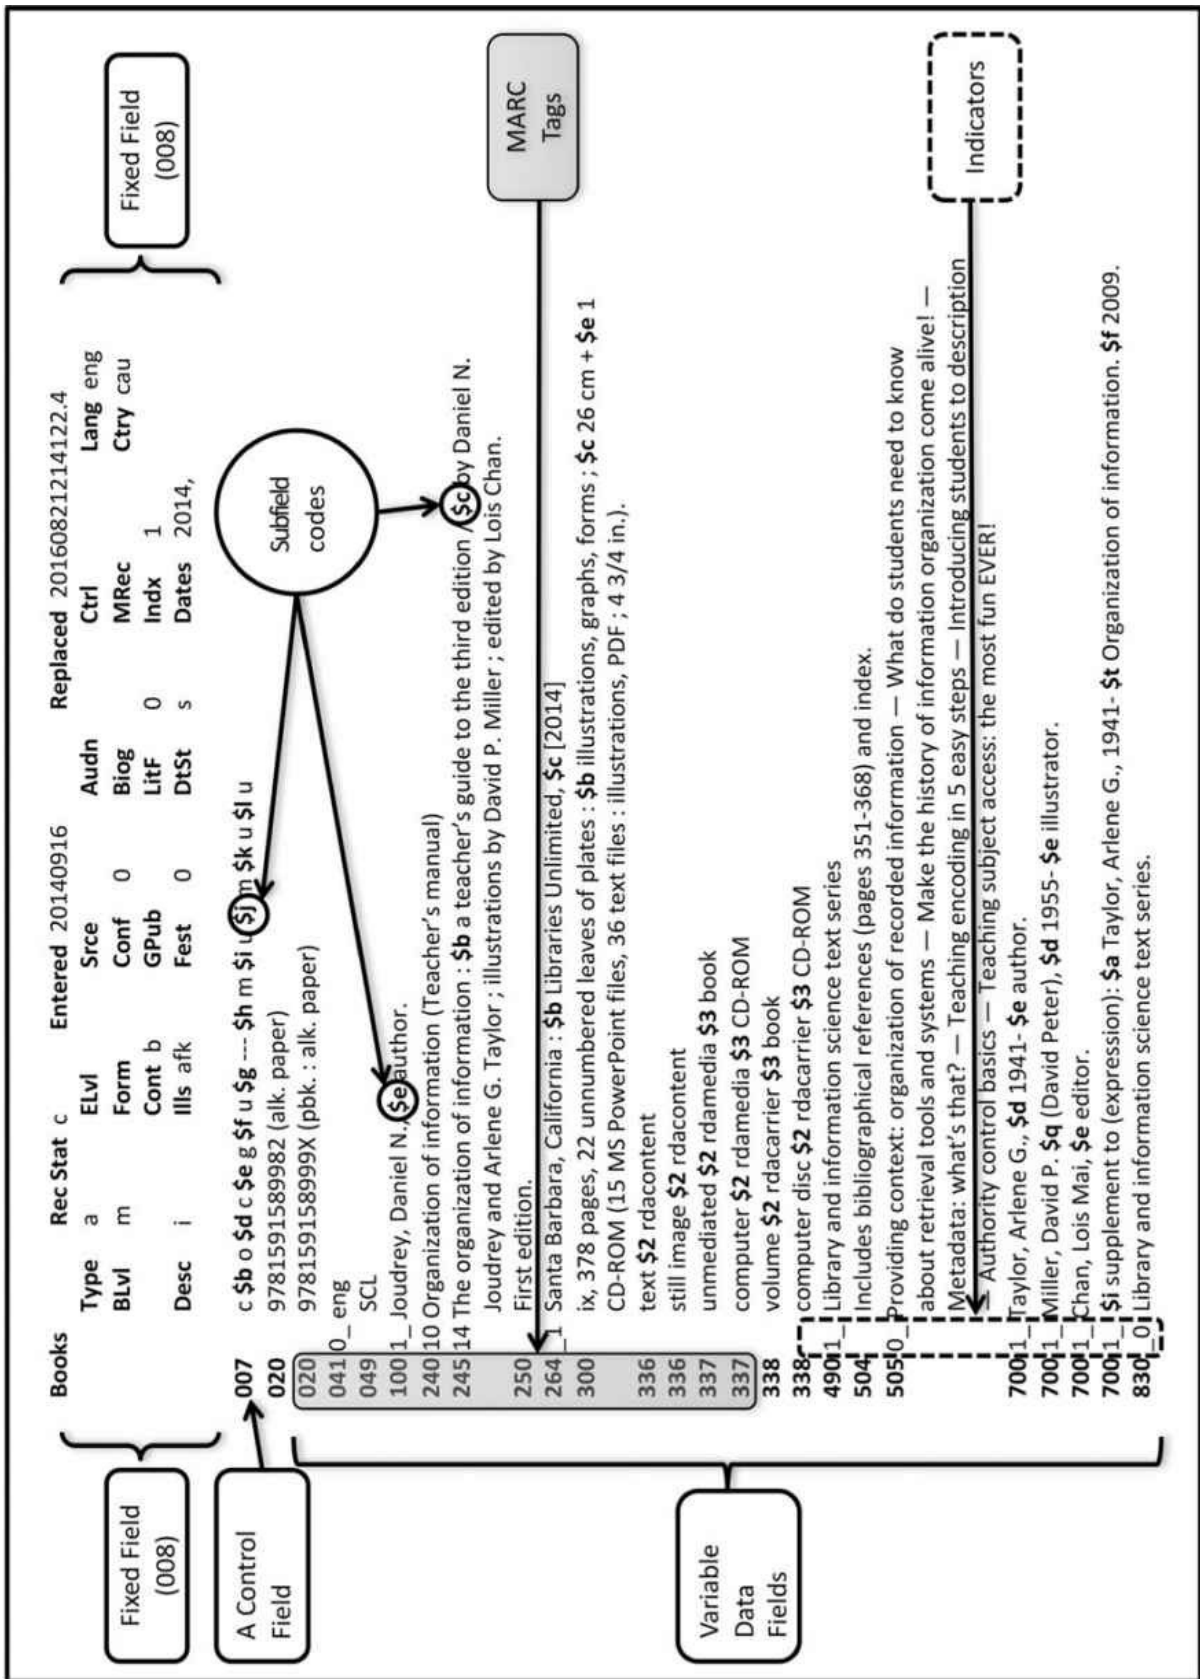 Books Rec Stat c Entered 20140916 Replaced 20160821214122.4
Type a ELvl Srce Audn Ctrl Lang eng
BLvl m Form Conf 0 Biog MRec Ctry cau
Cont b GPub LitF 0 Indx 1
Desc i Ills afk Fest 0 DtSt s Dates 2014,
Fixed Field
(008)
Fixed Field
(008)
A Control
Field
Subfield
codes
MARC
Tags
Variable
Data
Fields
Indicators
007 c $b o $d c $e g $f u $g --- $h m $i u $j m $k u $l u
020 9781591589982 (alk. paper)
020 978159158999X (pbk. : alk. paper)
041 0_ eng
049 SCL
100 1_ Joudrey, Daniel N., $e author.
240 10 Organization of information (Teacher's manual)
245 14 The organization of information : $b a teacher's guide to the third edition / $c by Daniel N.
Joudrey and Arlene G. Taylor ; illustrations by David P. Miller ; edited by Lois Chan.
250 First edition.
264 _1 Santa Barbara, California : $b Libraries Unlimited, $c [2014]
300 ix, 378 pages, 22 unnumbered leaves of plates : $b illustrations, graphs, forms ; $c 26 cm + $e 1
CD-ROM (15 MS PowerPoint files, 36 text files : illustrations, PDF ; 4 3/4 in.).
336 text $2 rdacontent
336 still image $2 rdacontent
337 unmediated $2 rdamedia $3 book
337 computer $2 rdamedia $3 CD-ROM
338 volume $2 rdacarrier $3 book
338 computer disc $2 rdacarrier $3 CD-ROM
490 1_ Library and information science text series
504 Includes bibliographical references (pages 351-368) and index.
505 0_ Providing context: organization of recorded information — What do students need to know
about retrieval tools and systems — Make the history of information organization come alive! —
Metadata: what's that? — Teaching encoding in 5 easy steps — Introducing students to description
— Authority control basics — Teaching subject access: the most fun EVER!
700 1_ Taylor, Arlene G., $d 1941- $e author.
700 1_ Miller, David P. $q (David Peter), $d 1955- $e illustrator.
700 1_ Chan, Lois Mai, $e editor.
700 1_ $i supplement to (expression): $a Taylor, Arlene G., 1941- $t Organization of information. $f 2009.
830 _0 Library and information science text series.